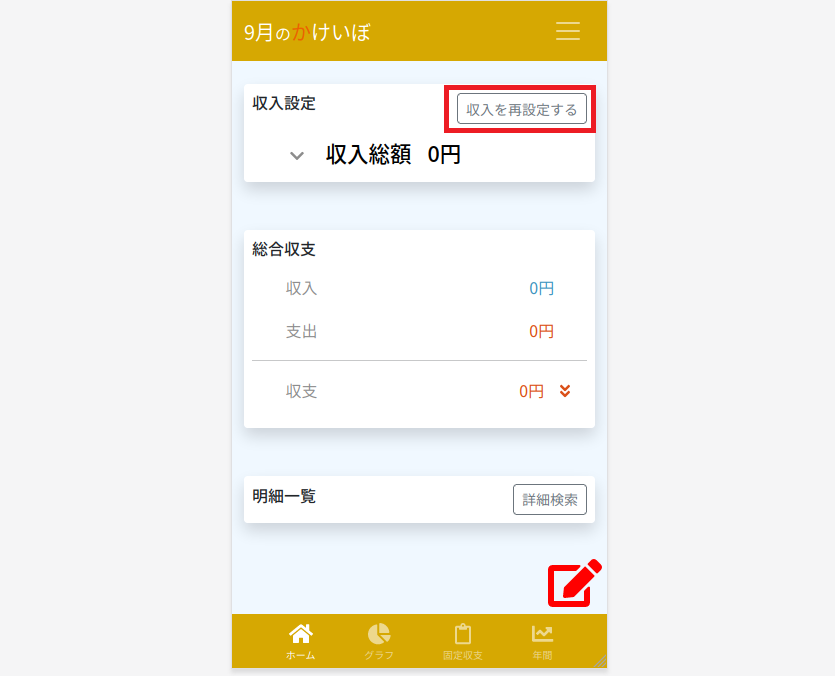 9月のかけいぼ
収入設定
収入を再設定する
収入総額 0円
総合収支
収入 0円
支出 0円
収支 0円
明細一覧
詳細検索
ホーム グラフ 固定収支 年間